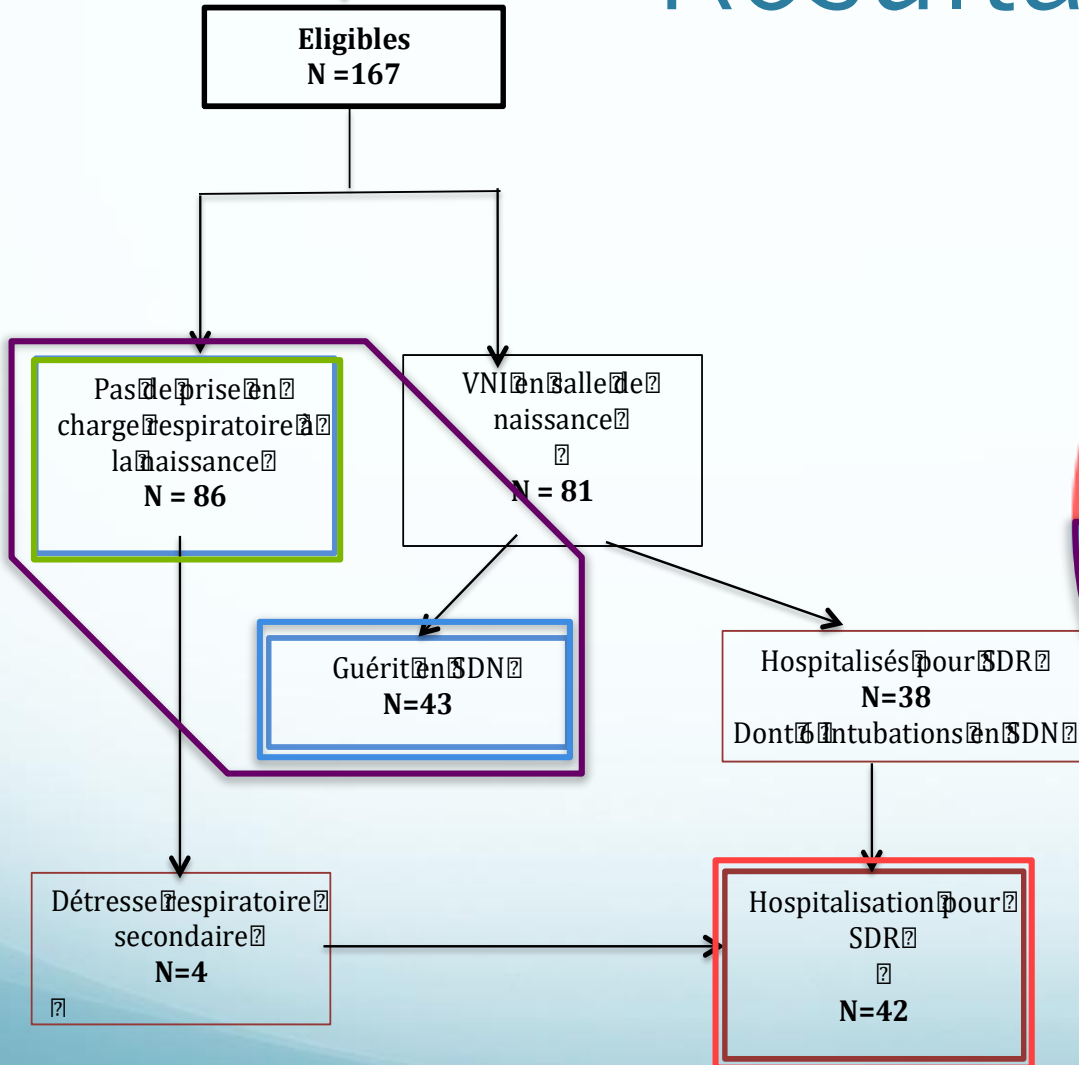 Résulta
Eligibles
N =167
Pas de prise en
charge respiratoire à
la naissance
N = 86
VNI en salle de
naissance
N = 81
Guérit en SDN
N=43
Hospitalisés pour SDR
N=38
Dont 6 intubations en SDN
Détresse respiratoire
secondaire
N=4
Hospitalisation pour
SDR
N=42